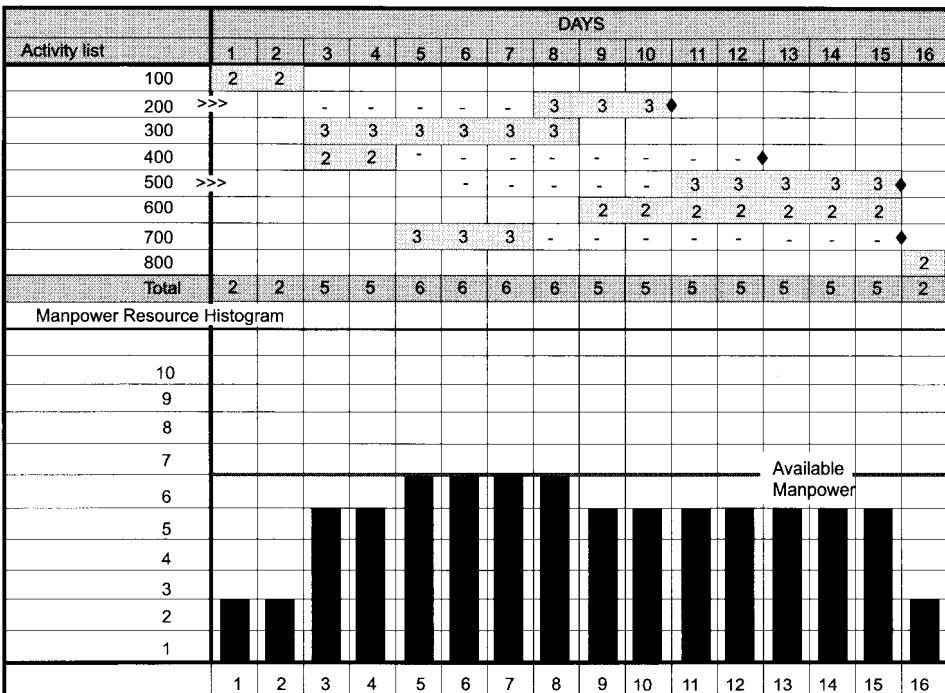 DAYS
Activity list 1 2 3 4 5 6 7 8 9 10 11 12 13 14 15 16
100 2 2
200 >>> - - - - - 3 3 3 ♦
300 3 3 3 3 3 3
400 2 2 - - - - - - - - ♦
500 >>> - - - - - 3 3 3 3 3 ♦
600 2 2 2 2 2 2 2
700 3 3 3 - - - - - - - - ♦
800 2
Total 2 2 5 5 6 6 6 6 5 5 5 5 5 5 5 2
Manpower Resource Histogram
10
9
8
7
Available
Manpower
6
5
4
3
2
1
1 2 3 4 5 6 7 8 9 10 11 12 13 14 15 16